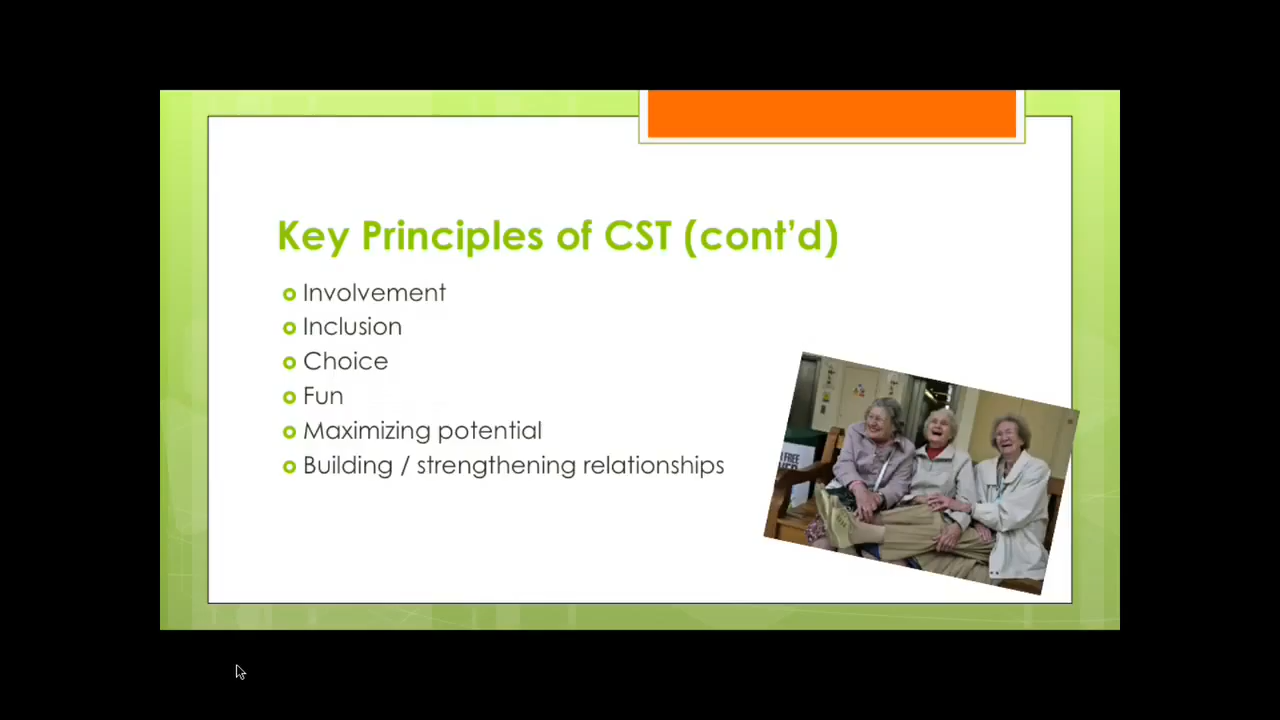 Key Principles of CST (cont’d)
Involvement
Inclusion
Choice
Fun
Maximizing potential
Building / strengthening relationships